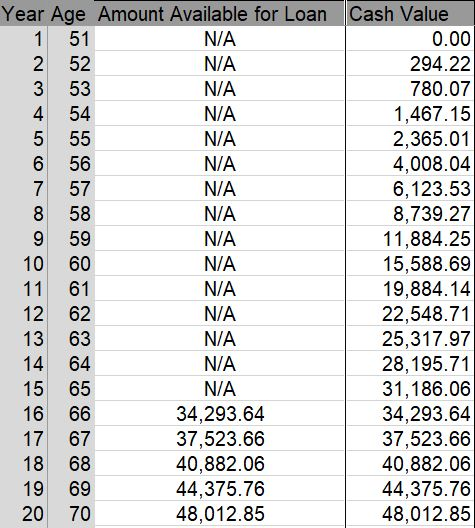 Year Age Amount Available for Loan Cash Value
1 51 N/A 0.00
2 52 N/A 294.22
3 53 N/A 780.07
4 54 N/A 1,467.15
5 55 N/A 2,365.01
6 56 N/A 4,008.04
7 57 N/A 6,123.53
8 58 N/A 8,739.27
9 59 N/A 11,884.25
10 60 N/A 15,588.69
11 61 N/A 19,884.14
12 62 N/A 22,548.71
13 63 N/A 25,317.97
14 64 N/A 28,195.71
15 65 N/A 31,186.06
16 66 34,293.64 34,293.64
17 67 37,523.66 37,523.66
18 68 40,882.06 40,882.06
19 69 44,375.76 44,375.76
20 70 48,012.85 48,012.85